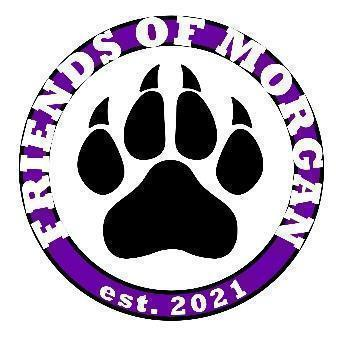 FRIENDS OF MORGAN
est. 2021